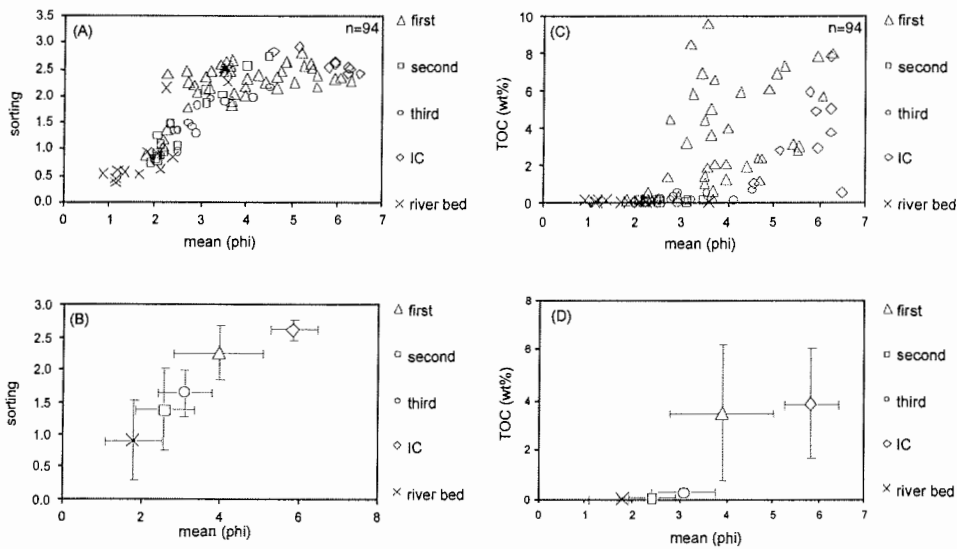 (A)
3.5
3.0
2.5
2.0
1.5
1.0
0.5
0.0
sorting
0 1 2 3 4 5 6 7
mean (phi)
△ first
□ second
○ third
◇ IC
× river bed
(C) n=94
10
8
6
4
2
0
TOC (wt%)
0 1 2 3 4 5 6 7
mean (phi)
△ first
□ second
○ third
◇ IC
× river bed
n=94
(B)
3.0
2.5
2.0
1.5
1.0
0.5
0.0
sorting
0 2 4 6 8
mean (phi)
△ first
□ second
○ third
◇ IC
× river bed
(D)
8
6
4
2
0
TOC (wt%)
0 1 2 3 4 5 6 7
mean (phi)
△ first
□ second
○ third
◇ IC
× river bed